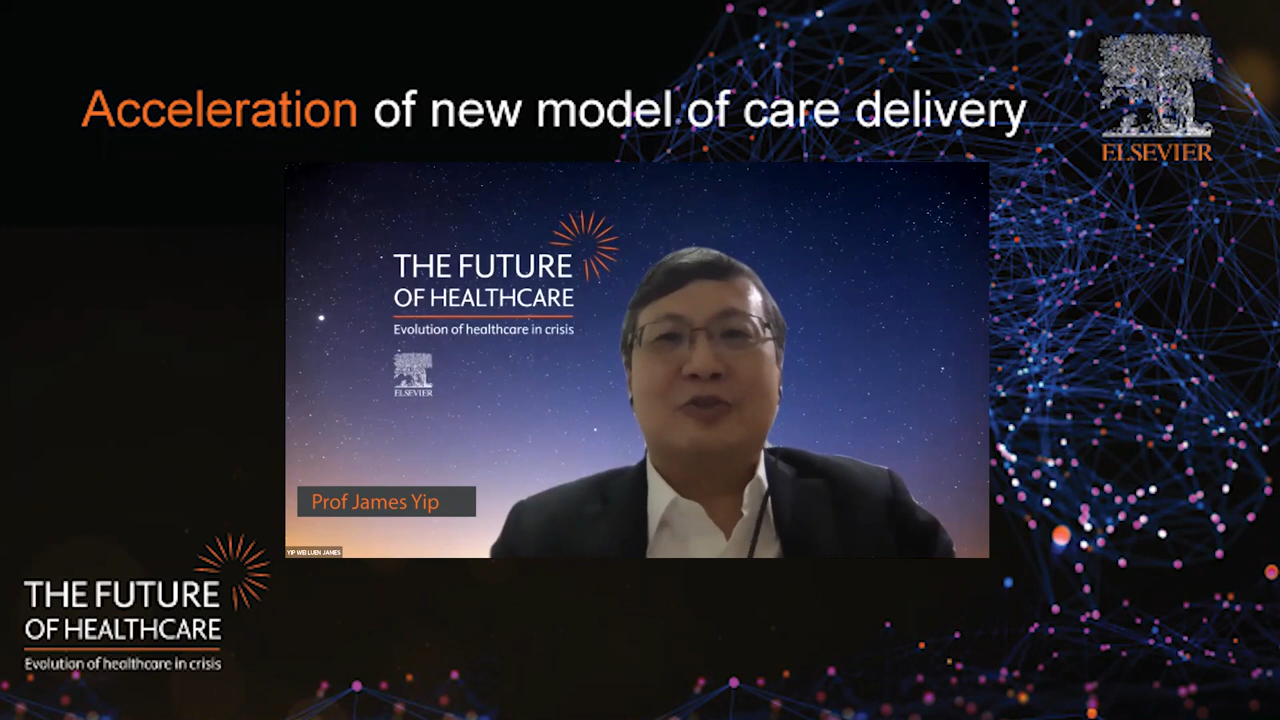 Acceleration of new model of care delivery
ELSEVIER
THE FUTURE
OF HEALTHCARE
Evolution of healthcare in crisis
ELSEVIER
Prof James Yip
YIP WEI LUEN JAMES
THE FUTURE
OF HEALTHCARE
Evolution of healthcare in crisis